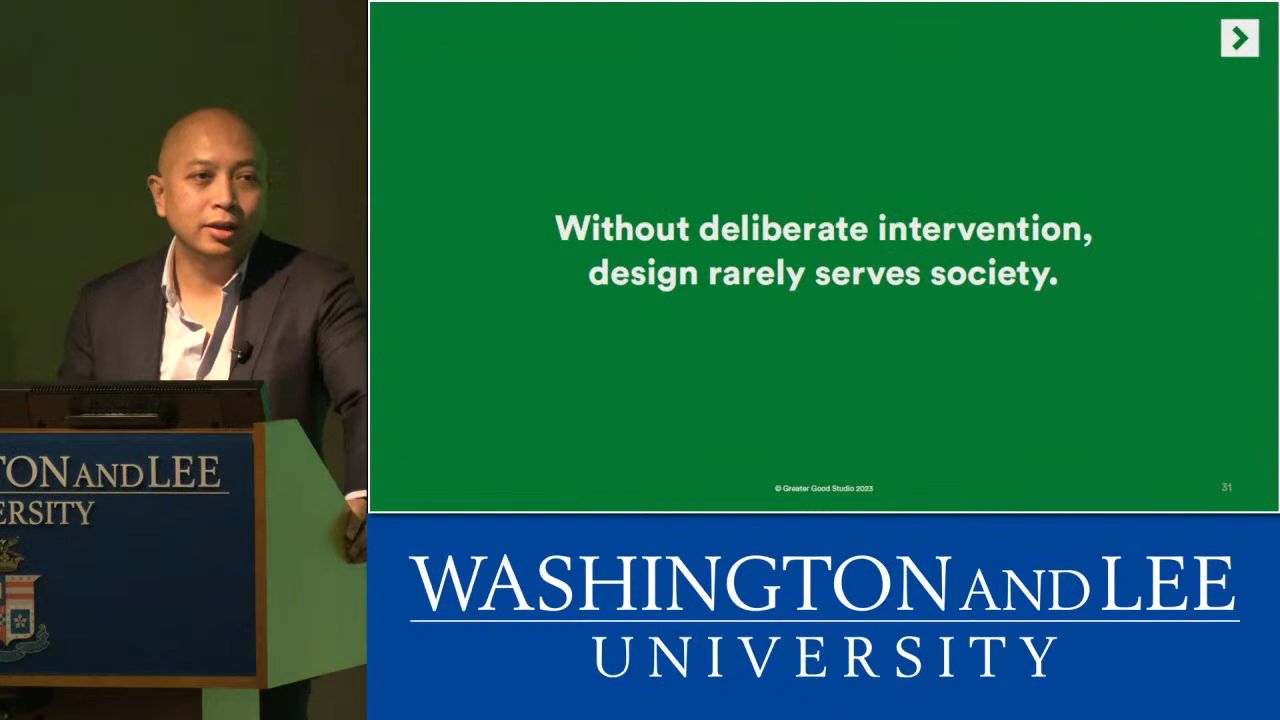 Without deliberate intervention,
design rarely serves society.
© Greater Good Studio 2023
31
TON AND LEE
ERSITY
WASHINGTON AND LEE
UNIVERSITY